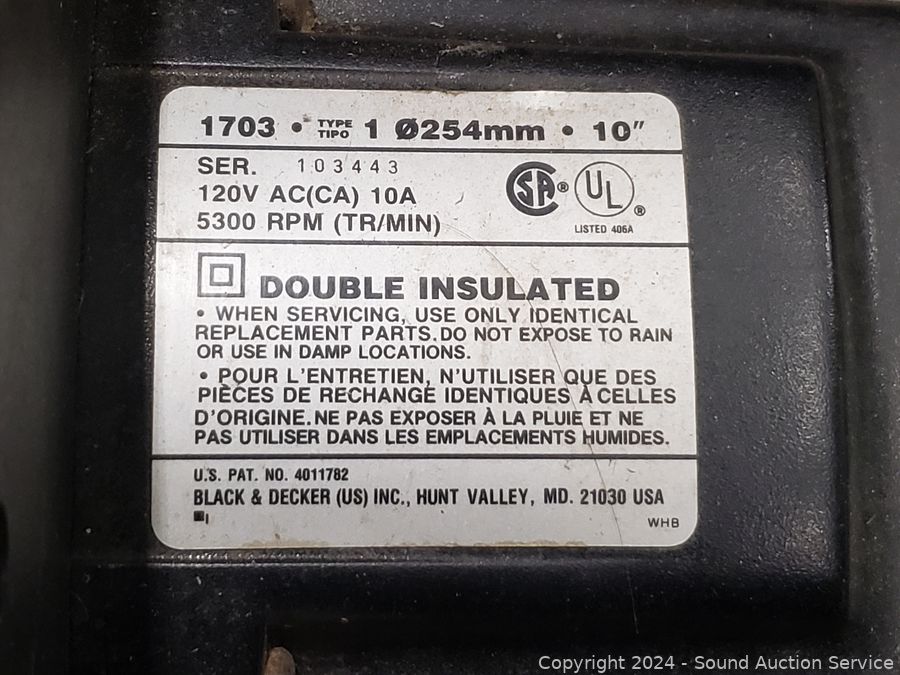 1703 • TYPE TIPO 1 Ø254mm • 10"
SER. 103443
120V AC(CA) 10A
5300 RPM (TR/MIN)
SA ® UL ®
LISTED 406A
DOUBLE INSULATED
• WHEN SERVICING, USE ONLY IDENTICAL
REPLACEMENT PARTS. DO NOT EXPOSE TO RAIN
OR USE IN DAMP LOCATIONS.
• POUR L'ENTRETIEN, N'UTILISER QUE DES
PIÈCES DE RECHANGE IDENTIQUES À CELLES
D'ORIGINE. NE PAS EXPOSER À LA PLUIE ET NE
PAS UTILISER DANS LES EMPLACEMENTS HUMIDES.
U.S. PAT. NO. 4011782
BLACK & DECKER (US) INC., HUNT VALLEY, MD. 21030 USA
WHB
Copyright 2024 - Sound Auction Service